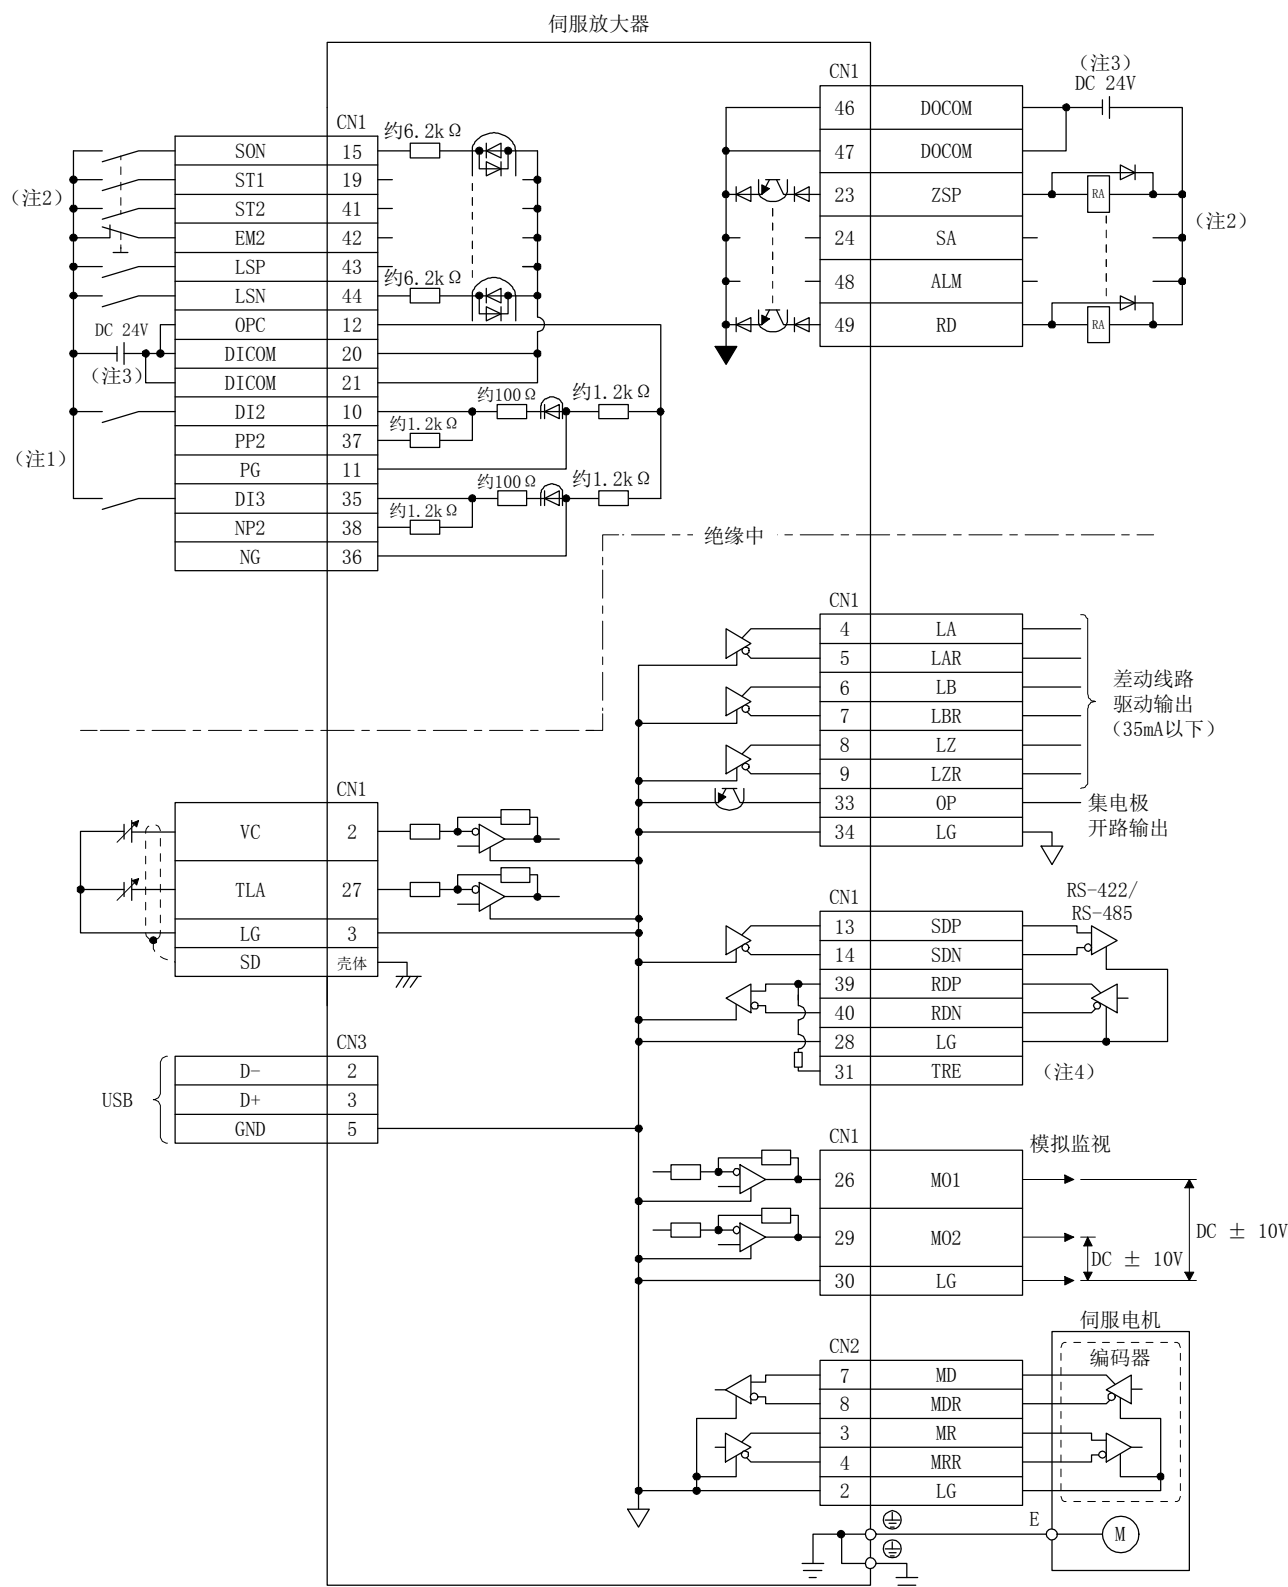 伺服放大器
CN1
SON 15 约6.2kΩ
ST1 19
(注2)
ST2 41
EM2 42
LSP 43
LSN 44 约6.2kΩ
DC 24V
(注3)
OPC 12
DICOM 20
DICOM 21
DI2 10 约100Ω 约1.2kΩ
PP2 37 约1.2kΩ
(注1)
PG 11
DI3 35 约100Ω 约1.2kΩ
NP2 38 约1.2kΩ
NG 36
CN1
(注3)
DC 24V
46 DOCOM
47 DOCOM
23 ZSP RA
(注2)
24 SA
48 ALM
49 RD RA
绝缘中
CN1
4 LA
5 LAR
6 LB
7 LBR
8 LZ
9 LZR
差动线路
驱动输出
(35mA以下)
33 OP
34 LG
集电极
开路输出
CN1
VC 2
TLA 27
LG 3
SD 壳体
CN1
RS-422/
RS-485
13 SDP
14 SDN
39 RDP
40 RDN
28 LG
31 TRE (注4)
CN3
USB
D- 2
D+ 3
GND 5
CN1
模拟监视
26 MO1
29 MO2
30 LG
DC ± 10V
DC ± 10V
伺服电机
编码器
CN2
7 MD
8 MDR
3 MR
4 MRR
2 LG
E
M